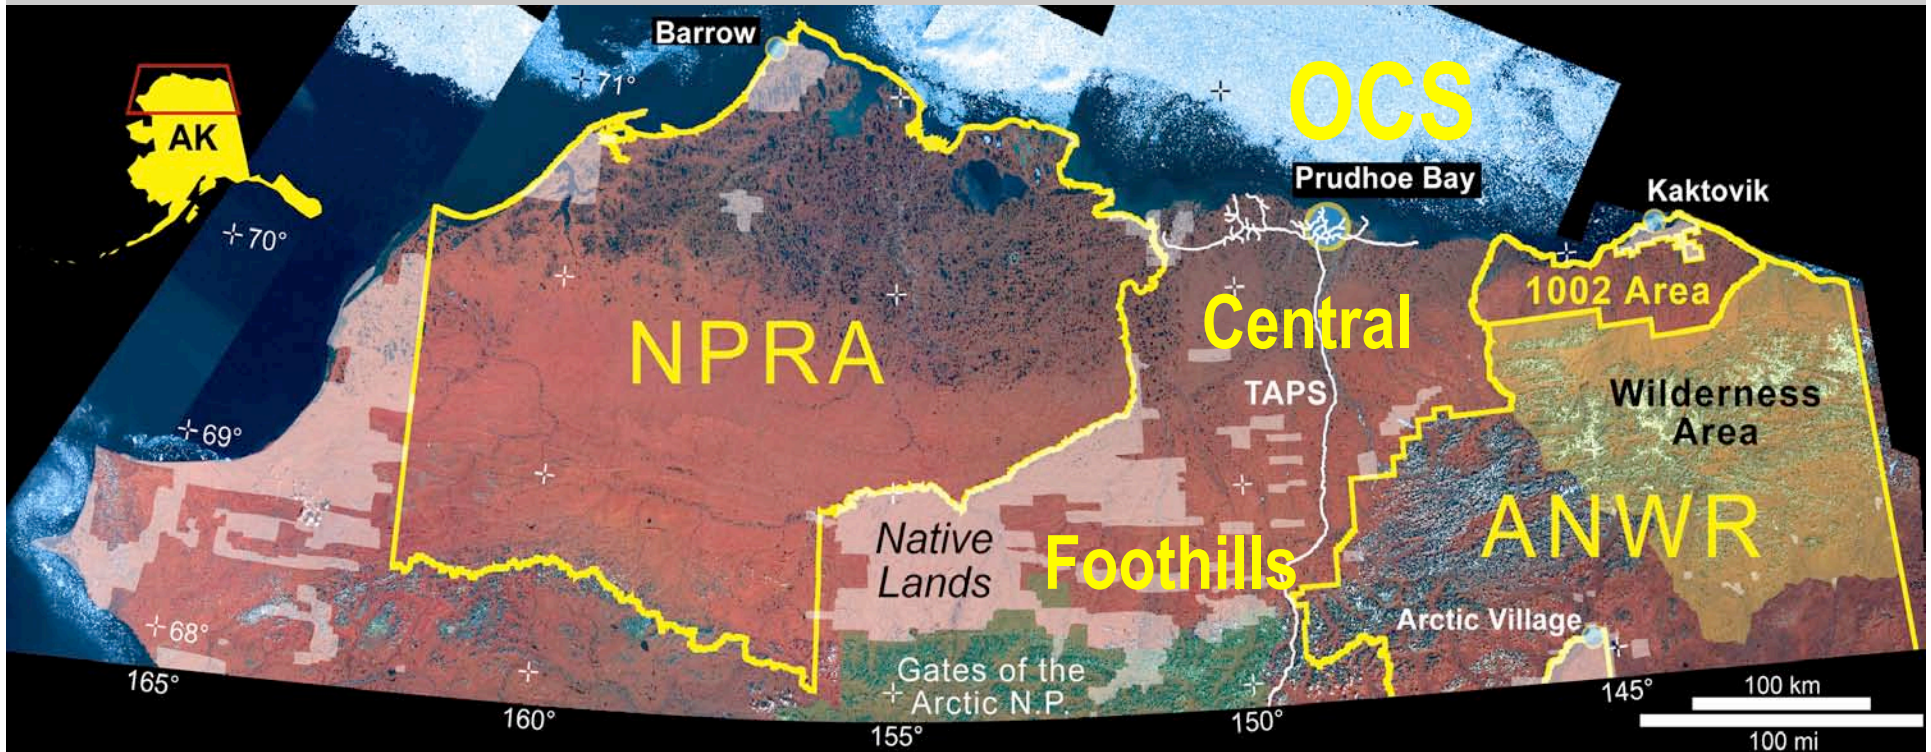 Barrow
71°
OCS
AK
Prudhoe Bay
Kaktovik
70°
1002 Area
Central
NPRA
TAPS
Wilderness
Area
69°
ANWR
Native
Lands
Foothills
Arctic Village
68°
Gates of the
Arctic N.P.
165°
160°
155°
150°
145°
100 km
100 mi